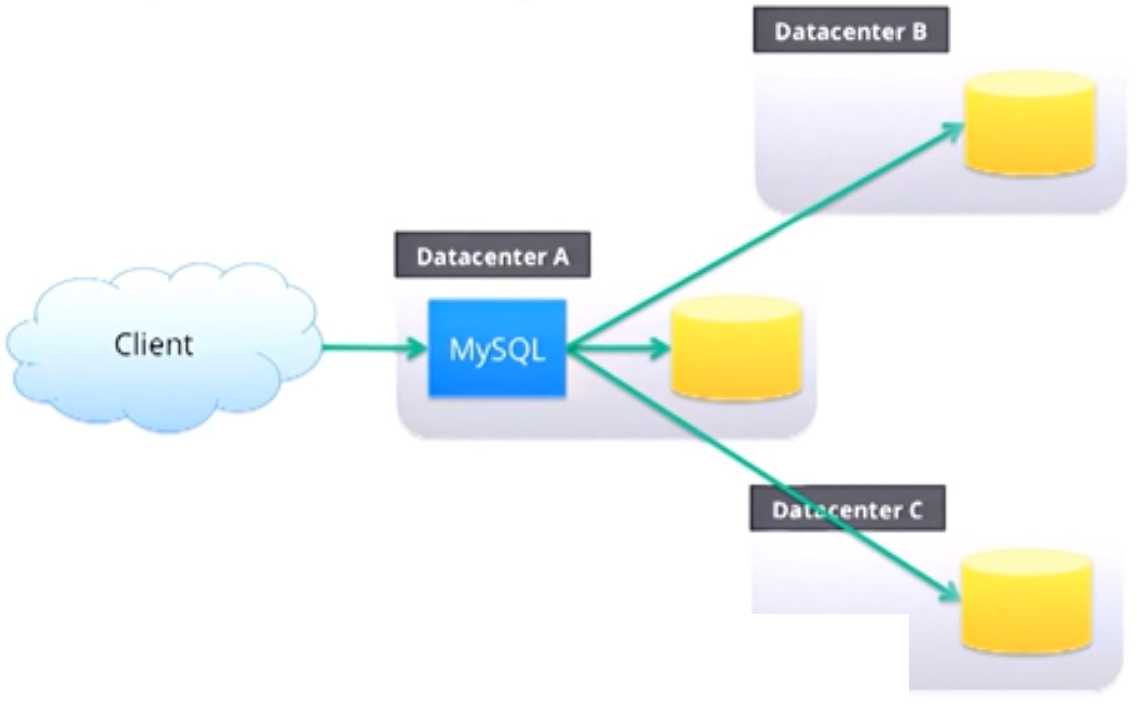 Datacenter B
Datacenter A
Client
MySQL
Datacenter C